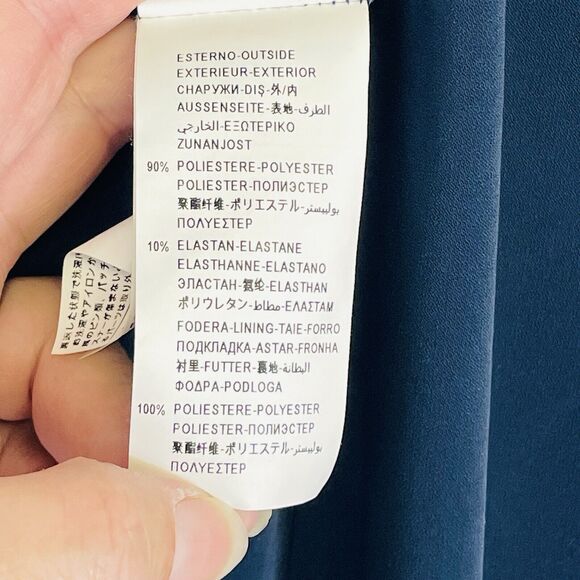 ESTERNO-OUTSIDE
EXTERIEUR-EXTERIOR
СНАРУЖИ-DIŞ-外/内
AUSSENSEITE-表地-الطرف
الخارجي-ΕΞΩΤΕΡΙΚΟ
ZUNANJOST
90% POLIESTERE-POLYESTER
POLIESTER-ПОЛИЭСТЕР
聚酯纤维-ポリエステル-بوليستر
ΠΟΛΥΕΣΤΕΡ
10% ELASTAN-ELASTANE
ELASTHANNE-ELASTANO
ЭЛАСТАН-氨纶-ELASTHAN
ポリウレタン-مطاط-ΕΛΑΣΤΑΜ
FODERA-LINING-TAIE-FORRO
ПОДКЛАДКА-ASTAR-FRONHA
衬里-FUTTER-裏地-البطانة
ΦΟΔΡΑ-PODLOGA
100% POLIESTERE-POLYESTER
POLIESTER-ПОЛИЭСТЕР
聚酯纤维-ポリエステル-بوليستر
ΠΟΛΥΕΣΤΕΡ